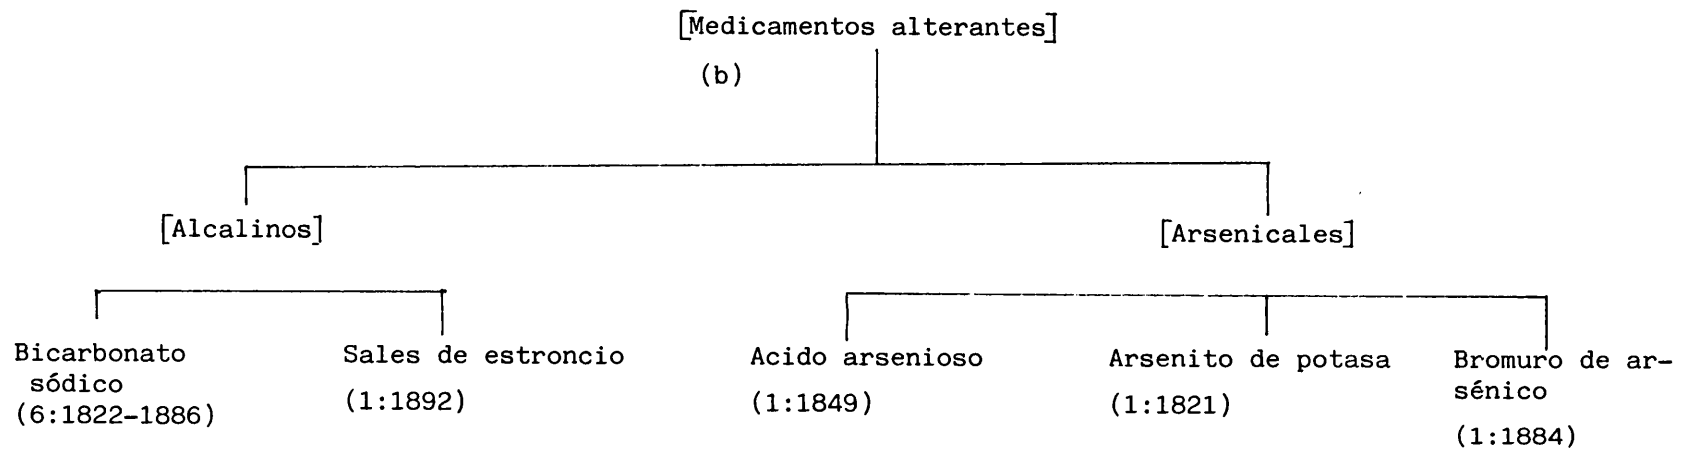 [Medicamentos alterantes]
(b)
[Alcalinos]
[Arsenicales]
Bicarbonato
sódico
(6:1822-1886)
Sales de estroncio
(1:1892)
Acido arsenioso
(1:1849)
Arsenito de potasa
(1:1821)
Bromuro de ar-
sénico
(1:1884)